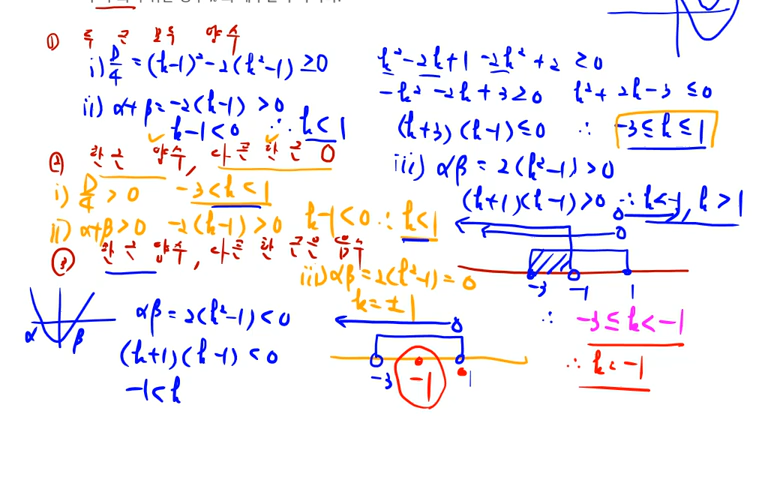 ① 두 근 모두 양수
i) D/4 = (k-1)² - 2(k²-1) ≥0
k² - 2k + 1 - 2k² + 2 ≥ 0
-k² - 2k + 3 ≥ 0 k² + 2k - 3 ≤ 0
ii) α+β = -2(k-1) > 0
k-1<0 ∴ k<1
(k+3)(k-1) ≤ 0 ∴ -3 ≤ k ≤ 1
iii) αβ = 2(k²-1) > 0
(k+1)(k-1) > 0 ∴ k<-1, k > 1
-3 -1 1
∴ -3 ≤ k < -1
② 한 근 양수, 다른 한 근 0
i) D/4 > 0 -3<k<1
ii) α+β>0 -2(k-1) > 0 k-1<0 ∴ k<1
iii) αβ = 2(k²-1) = 0
k = ±1
-3 -1 1
∴ k = -1
③ 한 근 양수, 다른 한 근은 음수
α β
αβ = 2(k²-1) < 0
(k+1)(k-1) < 0
-1<k